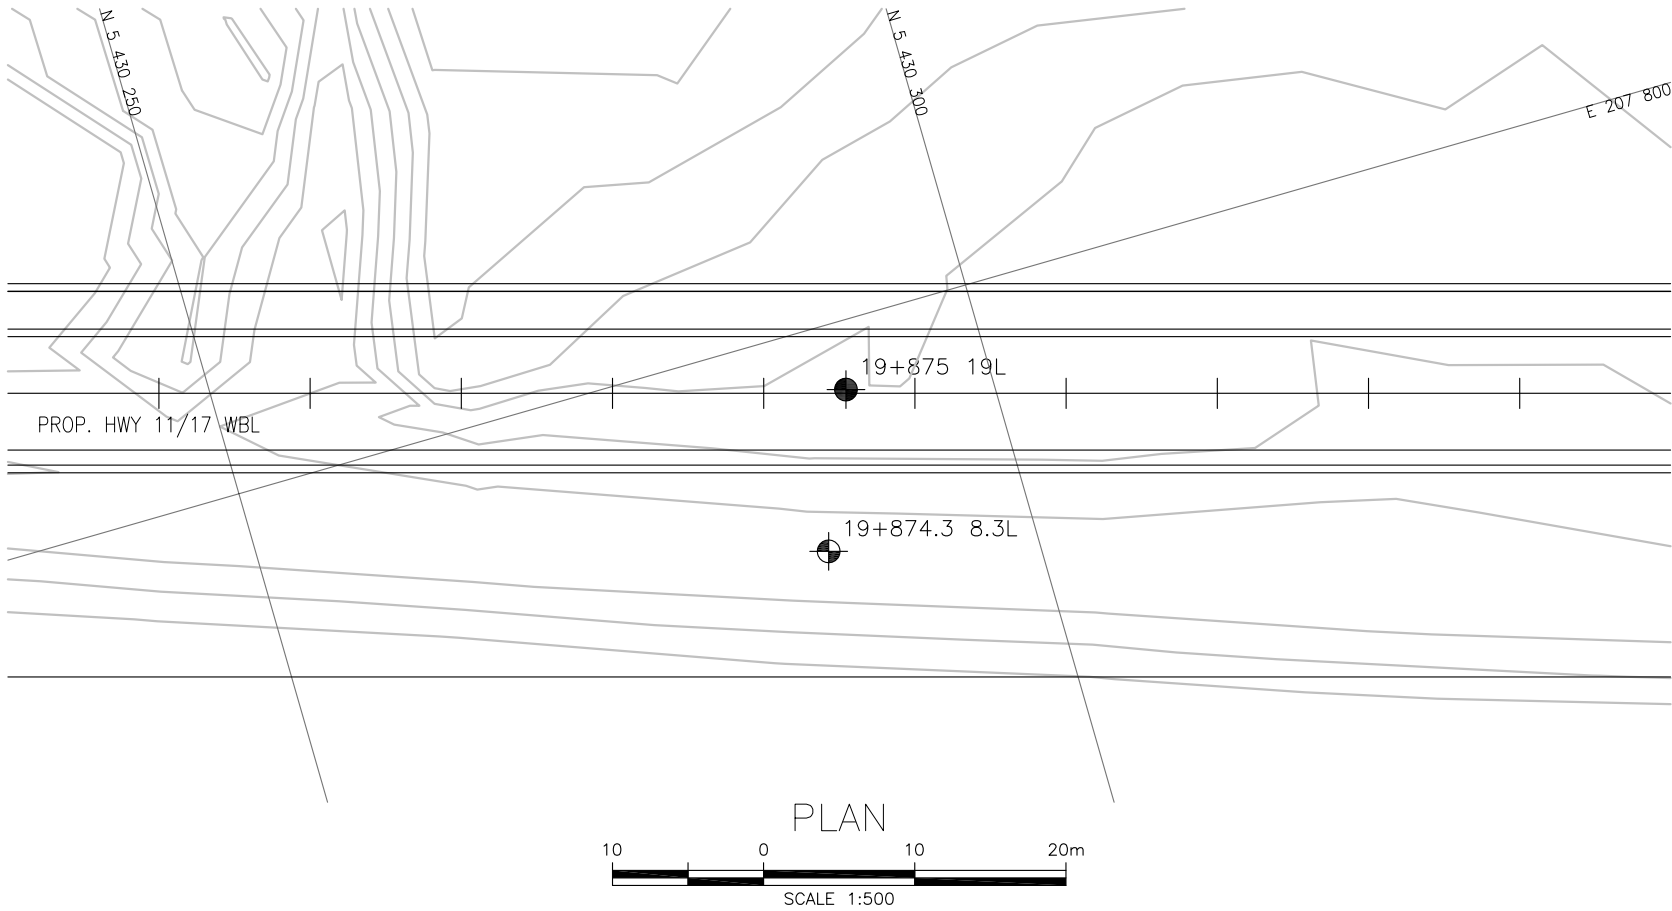 N 5 430 250
N 5 430 300
E 207 800
19+875 19L
PROP. HWY 11/17 WBL
19+874.3 8.3L
PLAN
10 0 10 20m
SCALE 1:500